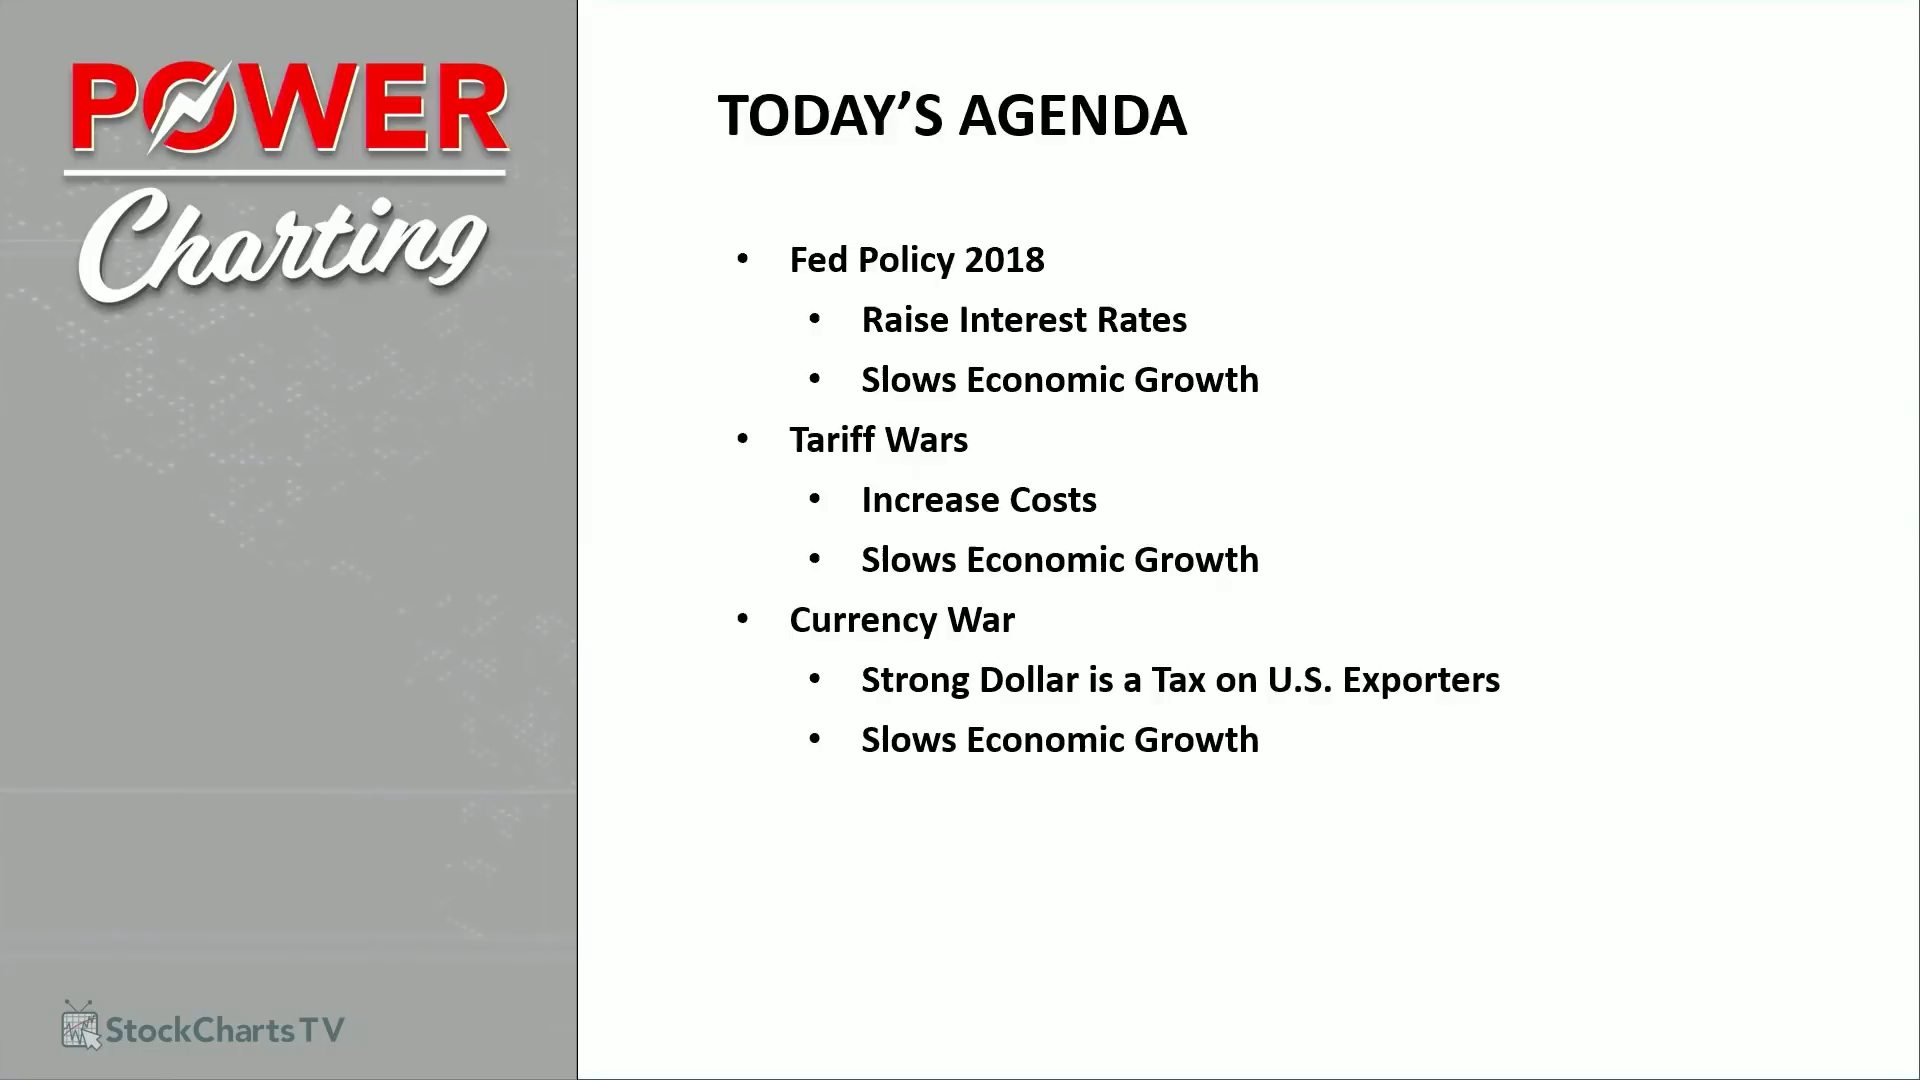 POWER
Charting
TODAY’S AGENDA
• Fed Policy 2018
• Raise Interest Rates
• Slows Economic Growth
• Tariff Wars
• Increase Costs
• Slows Economic Growth
• Currency War
• Strong Dollar is a Tax on U.S. Exporters
• Slows Economic Growth
StockChartsTV